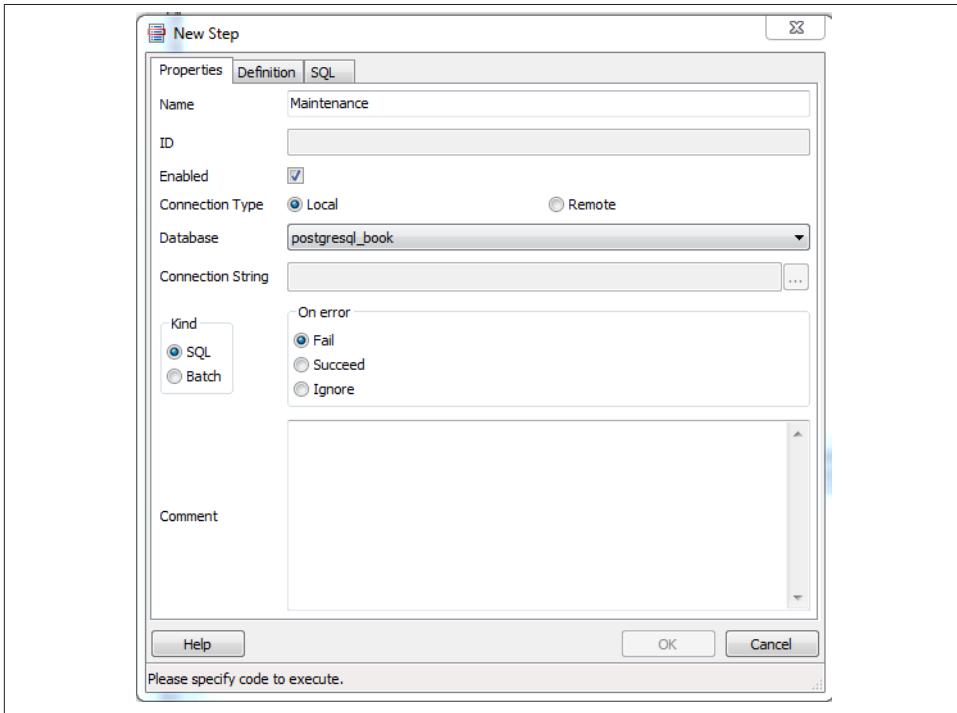 New Step
Properties Definition SQL
Name Maintenance
ID
Enabled
Connection Type Local Remote
Database postgresql_book
Connection String ...
Kind On error
Fail
SQL
Succeed
Batch
Ignore
Comment
Help OK Cancel
Please specify code to execute.